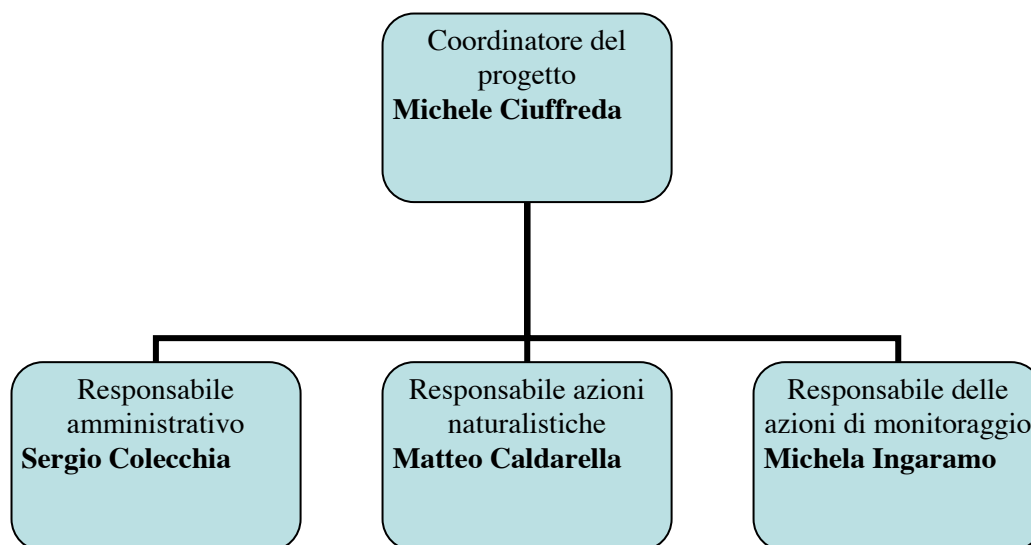 Coordinatore del
progetto
Michele Ciuffreda
Responsabile
amministrativo
Sergio Colecchia
Responsabile azioni
naturalistiche
Matteo Caldarella
Responsabile delle
azioni di monitoraggio
Michela Ingaramo